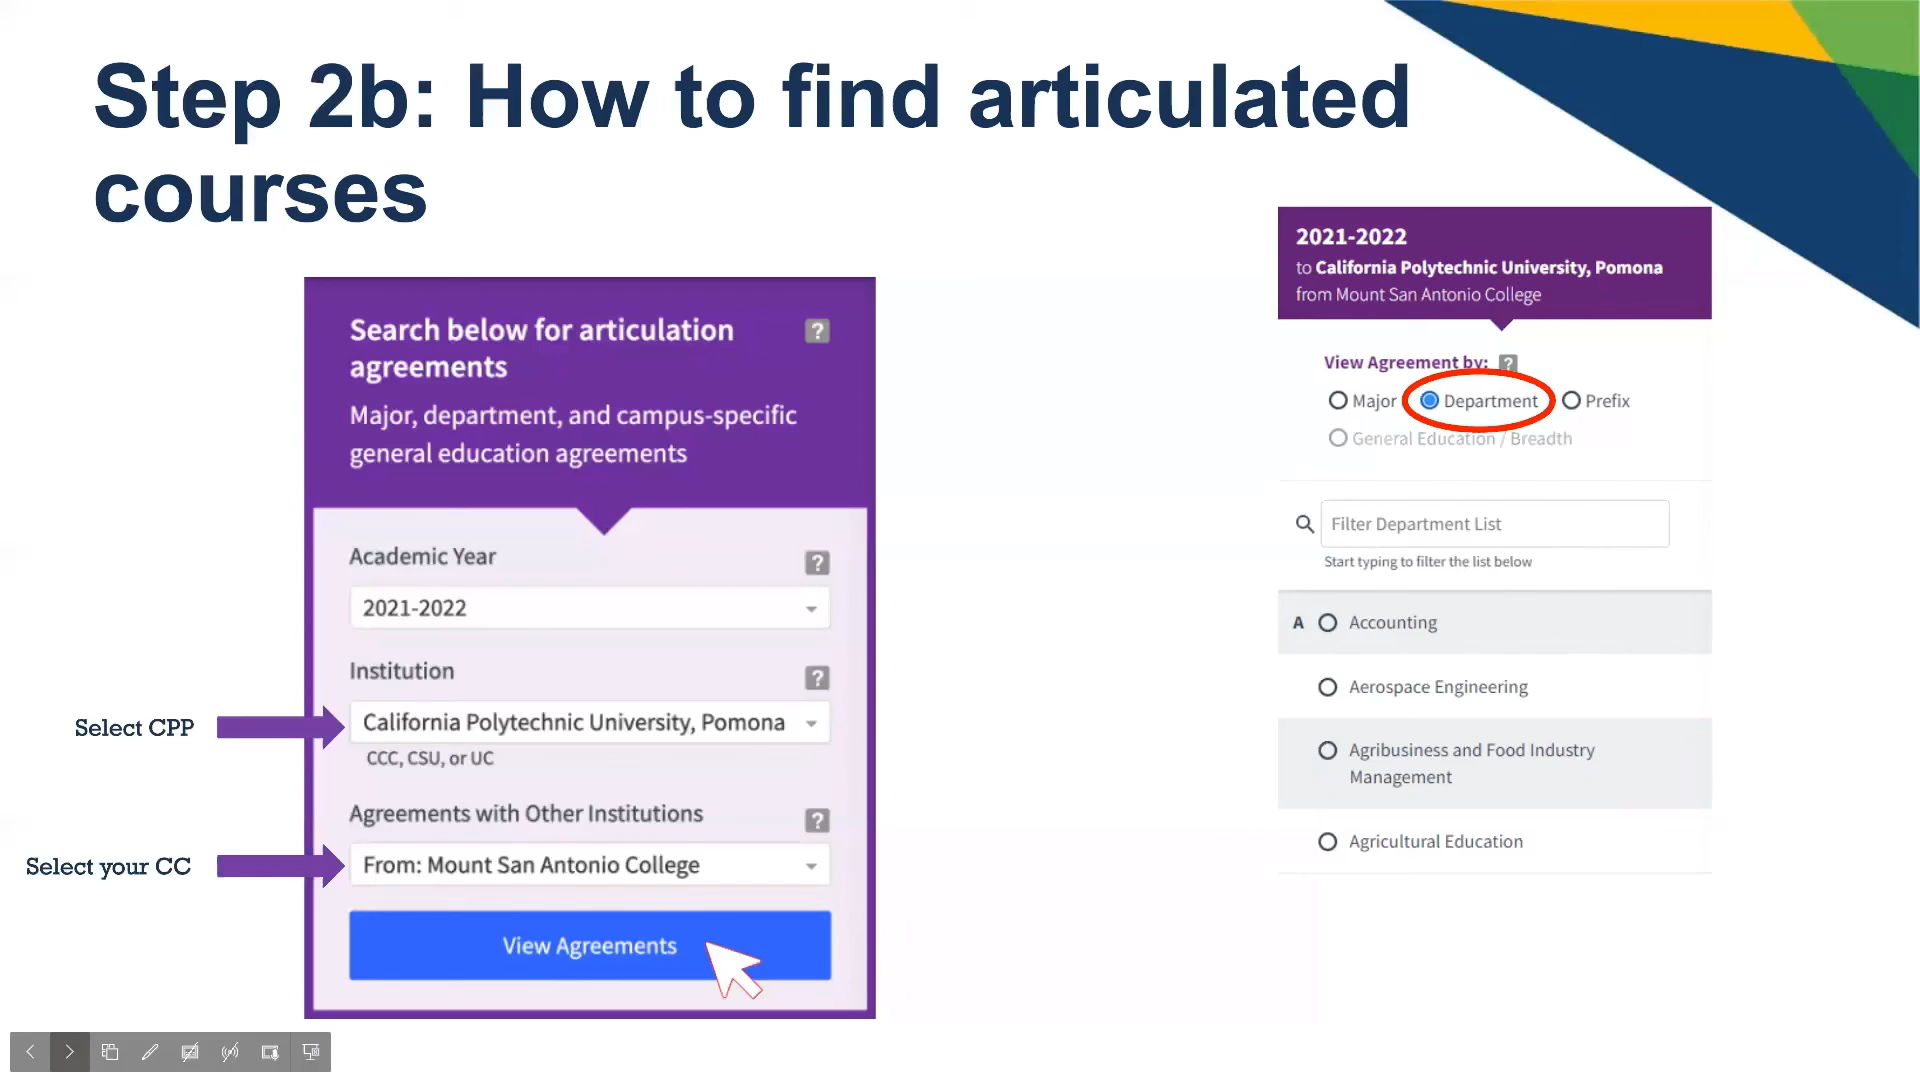 Step 2b: How to find articulated
courses
Search below for articulation
agreements
?
Major, department, and campus-specific
general education agreements
Academic Year
?
2021-2022
Institution
?
Select CPP
California Polytechnic University, Pomona
CCC, CSU, or UC
Agreements with Other Institutions
?
Select your CC
From: Mount San Antonio College
View Agreements
2021-2022
to California Polytechnic University, Pomona
from Mount San Antonio College
View Agreement by: ?
Major Department Prefix
General Education / Breadth
Filter Department List
Start typing to filter the list below
A Accounting
Aerospace Engineering
Agribusiness and Food Industry
Management
Agricultural Education